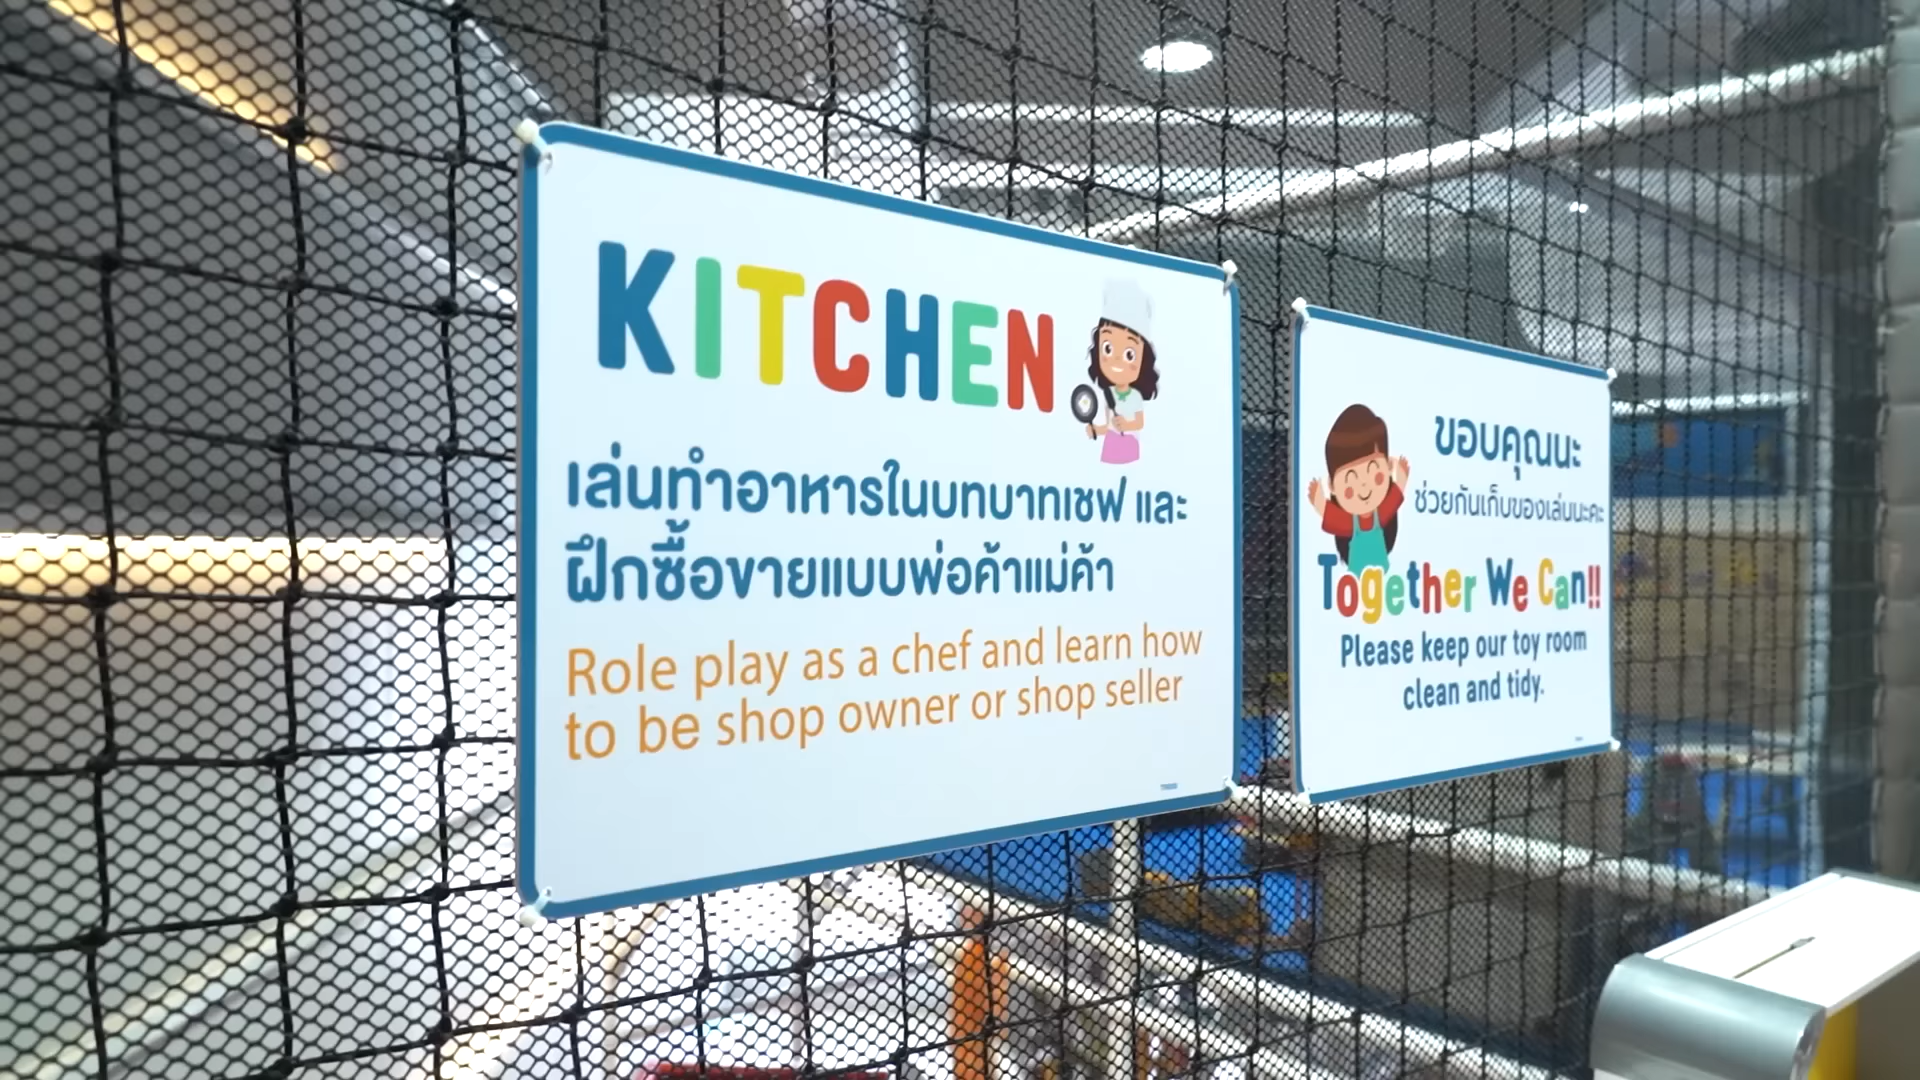 KITCHEN
เล่นทำอาหารในบทบาทเชฟ และ
ฝึกซื้อขายแบบพ่อค้าแม่ค้า
Role play as a chef and learn how
to be shop owner or shop seller
ขอบคุณนะ
ช่วยกันเก็บของเล่นนะคะ
Together We Can!!
Please keep our toy room
clean and tidy.